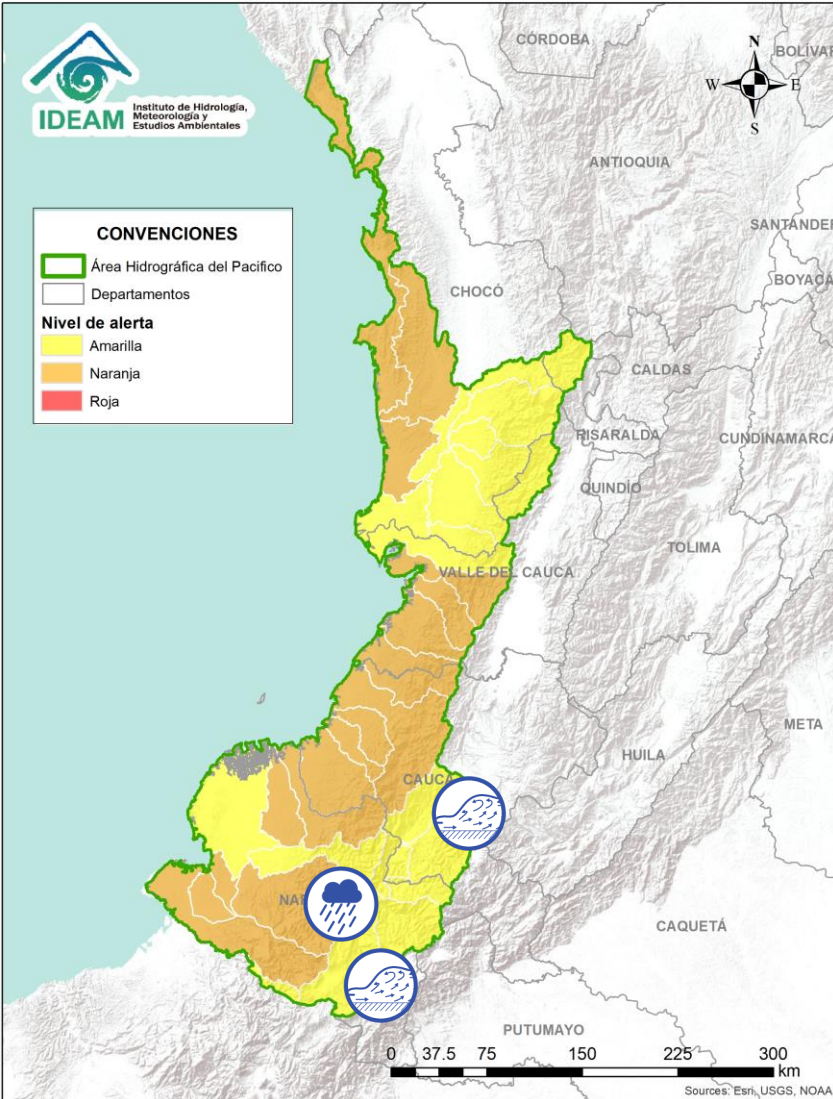 IDEAM
Instituto de Hidrología,
Meteorología y
Estudios Ambientales
CONVENCIONES
Área Hidrográfica del Pacifico
Departamentos
Nivel de alerta
Amarilla
Naranja
Roja
N
W
E
S
CÓRDOBA
BOLÍVAR
ANTIOQUIA
SANTANDER
BOYACÁ
CHOCÓ
CALDAS
RISARALDA
CUNDINAMARCA
QUINDÍO
TOLIMA
VALLE DEL CAUCA
META
HUILA
CAUCA
NAR
CAQUETÁ
PUTUMAYO
0 37.5 75 150 225 300
km
Sources: Esri, USGS, NOAA